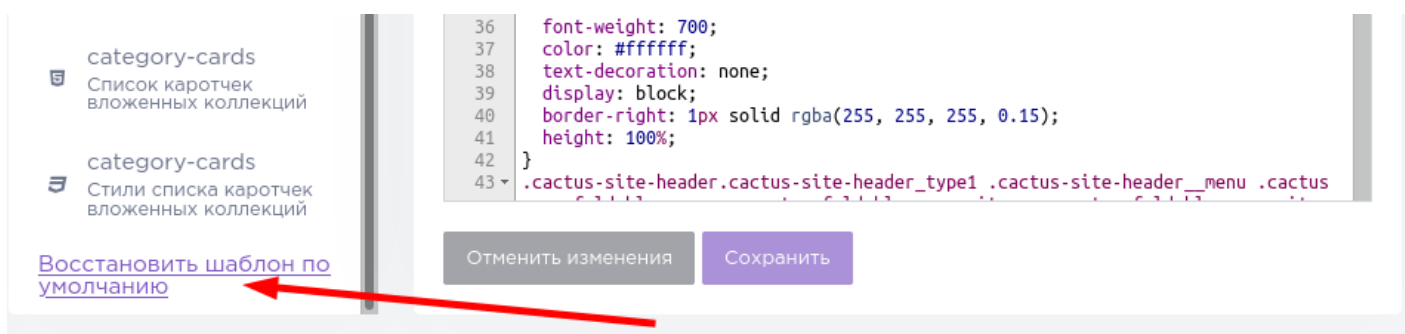 category-cards
Список каротчек
вложенных коллекций
category-cards
Стили списка каротчек
вложенных коллекций
Восстановить шаблон по
умолчанию
36 font-weight: 700;
37 color: #ffffff;
38 text-decoration: none;
39 display: block;
40 border-right: 1px solid rgba(255, 255, 255, 0.15);
41 height: 100%;
42 }
43 .cactus-site-header.cactus-site-header_type1 .cactus-site-header__menu .cactus
Отменить изменения
Сохранить